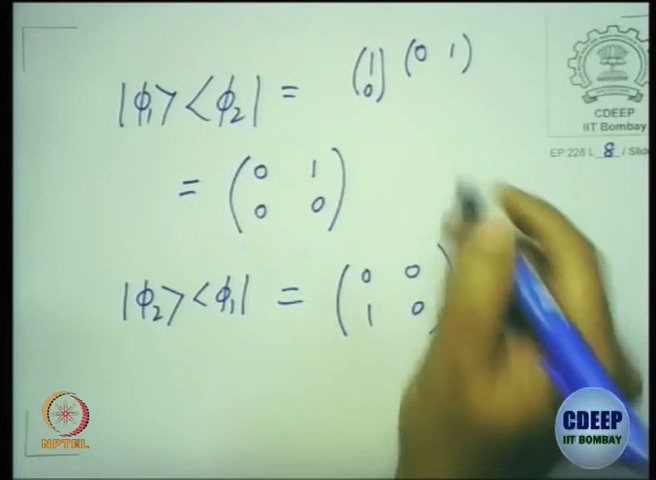 |ϕ₁> <ϕ₂| = (1 0) (0 1)
= (0 1 0 0)
|ϕ₂> <ϕ₁| = (0 0 1 0
CDEEP
IIT Bombay
EP 228 L 8 / Slide
NPTEL
CDEEP
IIT BOMBAY